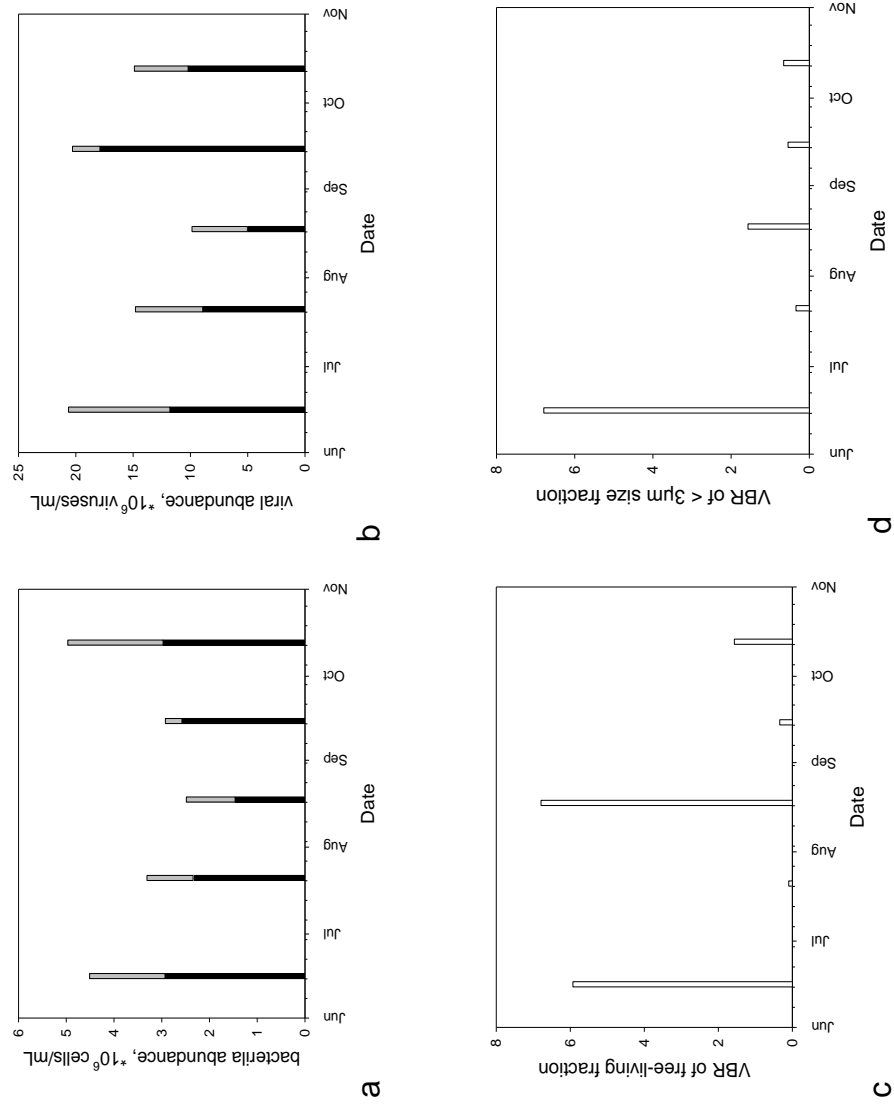 a
bacterila abundance, *10⁶ cells/mL
6
5
4
3
2
1
0
Jun
Jul
Aug
Sep
Oct
Nov
Date
b
viral abundance, *10⁶ viruses/mL
25
20
15
10
5
0
Jun
Jul
Aug
Sep
Oct
Nov
Date
c
VBR of free-living fraction
8
6
4
2
0
Jun
Jul
Aug
Sep
Oct
Nov
Date
d
VBR of < 3µm size fraction
8
6
4
2
0
Jun
Jul
Aug
Sep
Oct
Nov
Date